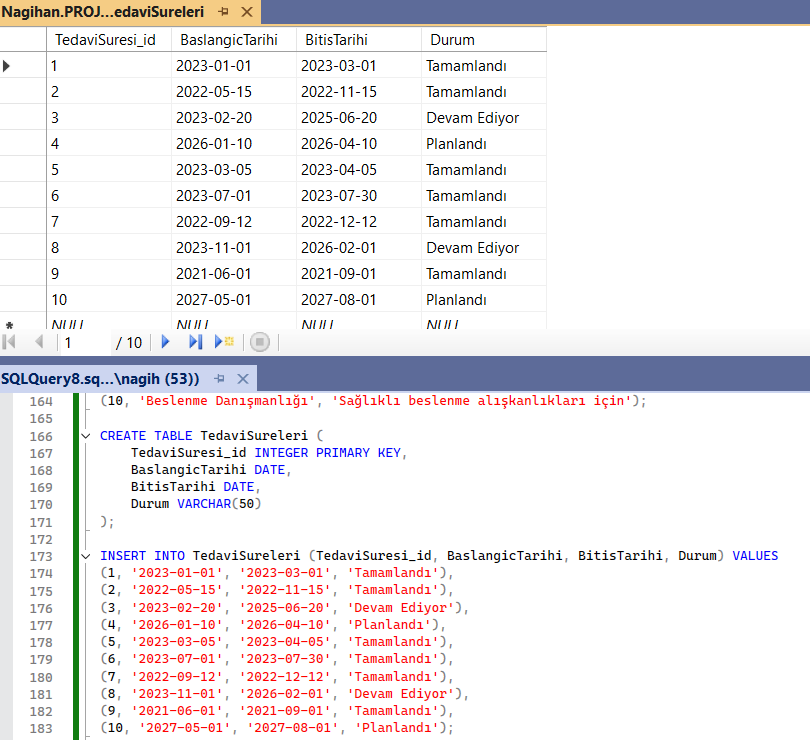 Nagihan.PROJ...edaviSureleri
TedaviSuresi_id BaslangicTarihi BitisTarihi Durum
1 2023-01-01 2023-03-01 Tamamlandı
2 2022-05-15 2022-11-15 Tamamlandı
3 2023-02-20 2025-06-20 Devam Ediyor
4 2026-01-10 2026-04-10 Planlandı
5 2023-03-05 2023-04-05 Tamamlandı
6 2023-07-01 2023-07-30 Tamamlandı
7 2022-09-12 2022-12-12 Tamamlandı
8 2023-11-01 2026-02-01 Devam Ediyor
9 2021-06-01 2021-09-01 Tamamlandı
10 2027-05-01 2027-08-01 Planlandı
* NULL NULL NULL NULL
1 / 10
SQLQuery8.sq...\nagih (53))
164 (10, 'Beslenme Danışmanlığı', 'Sağlıklı beslenme alışkanlıkları için');
165
166 CREATE TABLE TedaviSureleri (
167 TedaviSuresi_id INTEGER PRIMARY KEY,
168 BaslangicTarihi DATE,
169 BitisTarihi DATE,
170 Durum VARCHAR(50)
171 );
172
173 INSERT INTO TedaviSureleri (TedaviSuresi_id, BaslangicTarihi, BitisTarihi, Durum) VALUES
174 (1, '2023-01-01', '2023-03-01', 'Tamamlandı'),
175 (2, '2022-05-15', '2022-11-15', 'Tamamlandı'),
176 (3, '2023-02-20', '2025-06-20', 'Devam Ediyor'),
177 (4, '2026-01-10', '2026-04-10', 'Planlandı'),
178 (5, '2023-03-05', '2023-04-05', 'Tamamlandı'),
179 (6, '2023-07-01', '2023-07-30', 'Tamamlandı'),
180 (7, '2022-09-12', '2022-12-12', 'Tamamlandı'),
181 (8, '2023-11-01', '2026-02-01', 'Devam Ediyor'),
182 (9, '2021-06-01', '2021-09-01', 'Tamamlandı'),
183 (10, '2027-05-01', '2027-08-01', 'Planlandı');